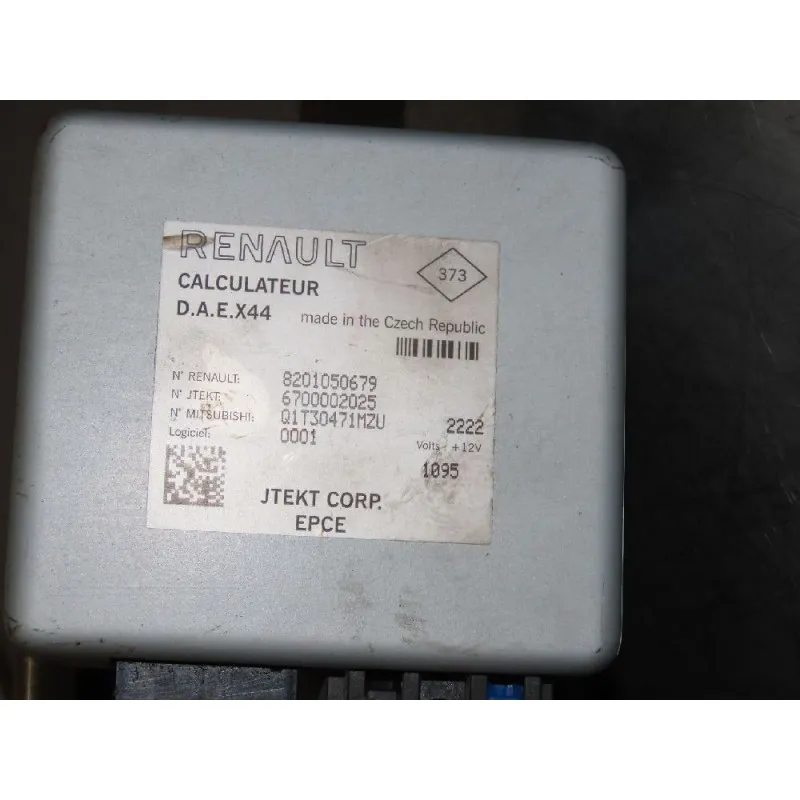 RENAULT
373
CALCULATEUR
D.A.E.X44
made in the Czech Republic
N° RENAULT: 8201050679
N° JTEKT: 6700002025
N° MITSUBISHI: Q1T30471MZU 2222
Logiciel: 0001 Volts: +12V
1095
JTEKT CORP.
EPCE